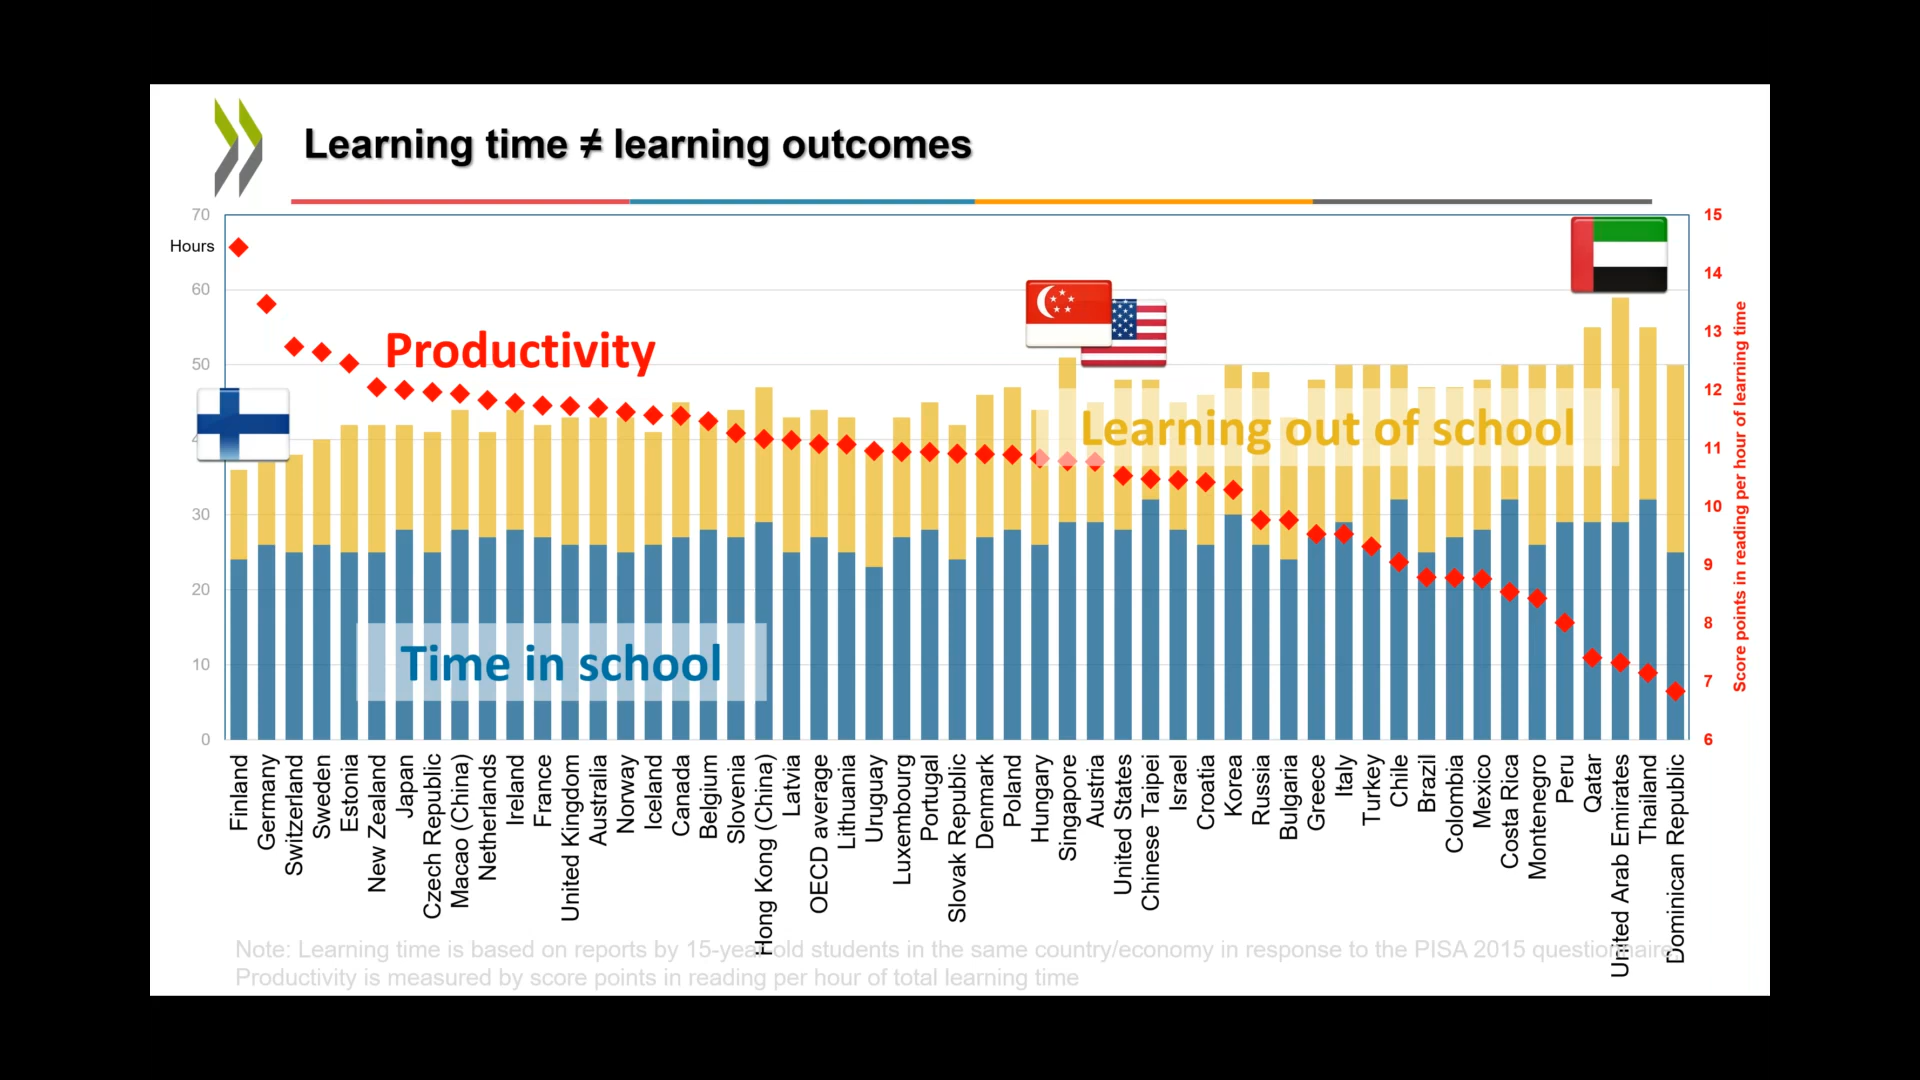 Learning time ≠ learning outcomes
Hours
70
60
50
4
30
20
10
0
15
14
13
12
11
10
9
8
7
6
Score points in reading per hour of learning time
Productivity
Learning out of school
Time in school
Finland
Germany
Switzerland
Sweden
Estonia
New Zealand
Japan
Czech Republic
Macao (China)
Netherlands
Ireland
France
United Kingdom
Australia
Norway
Iceland
Canada
Belgium
Slovenia
Hong Kong (China)
Latvia
OECD average
Lithuania
Uruguay
Luxembourg
Portugal
Slovak Republic
Denmark
Poland
Hungary
Singapore
Austria
United States
Chinese Taipei
Israel
Croatia
Korea
Russia
Bulgaria
Greece
Italy
Turkey
Chile
Brazil
Colombia
Mexico
Costa Rica
Montenegro
Peru
Qatar
United Arab Emirates
Thailand
Dominican Republic
Note: Learning time is based on reports by 15-year-old students in the same country/economy in response to the PISA 2015 questionnaire.
Productivity is measured by score points in reading per hour of total learning time